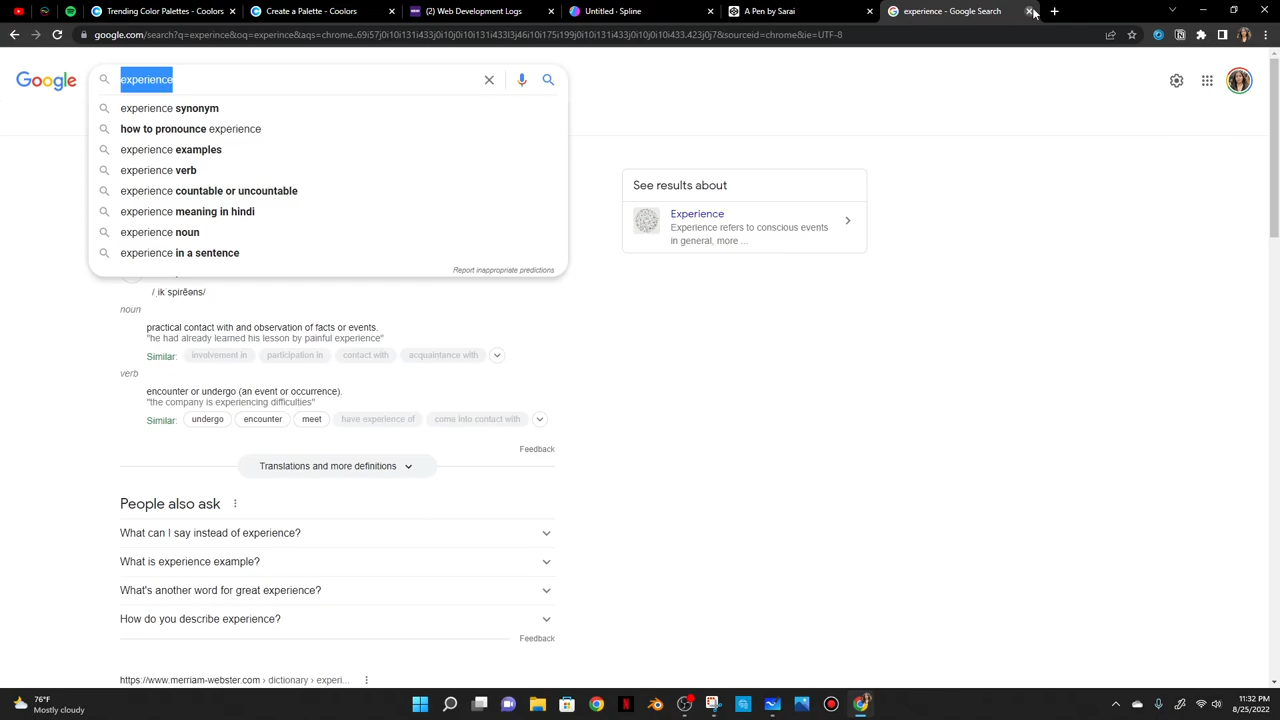 Trending Color Palettes - Coolors
Create a Palette - Coolors
(2) Web Development Logs
Untitled - Spline
A Pen by Sarai
experience - Google Search
google.com/search?q=experince&oq=experince&aqs=chrome..69i57j0i10i131i433j0i10i131i433l3j46i10i175i199j0i10i131i433j0i10j0i10i433.423j0j7&sourceid=chrome&ie=UTF-8
Google
experience
experience synonym
how to pronounce experience
experience examples
experience verb
experience countable or uncountable
experience meaning in hindi
experience noun
experience in a sentence
Report inappropriate predictions
See results about
Experience
Experience refers to conscious events
in general, more ...
/ˌikˈspirēəns/
noun
practical contact with and observation of facts or events.
"he had already learned his lesson by painful experience"
Similar: involvement in participation in contact with acquaintance with
verb
encounter or undergo (an event or occurrence).
"the company is experiencing difficulties"
Similar: undergo encounter meet have experience of come into contact with
Feedback
Translations and more definitions
People also ask
What can I say instead of experience?
What is experience example?
What's another word for great experience?
How do you describe experience?
Feedback
https://www.merriam-webster.com › dictionary › experi...
76°F
Mostly cloudy
11:32 PM
8/25/2022